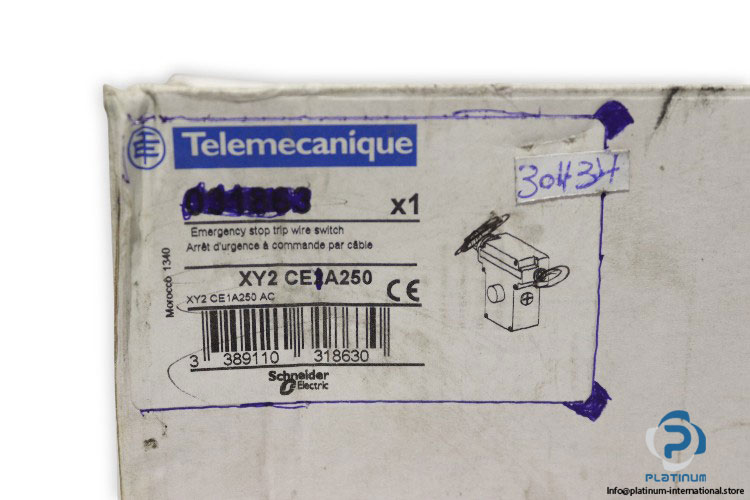 Telemecanique
30434
x1
Emergency stop trip wire switch
Arrêt d'urgence à commande par câble
Morocco 1340
XY2 CE1A250
XY2 CE1A250 AC
CE
3 389110 318630
Schneider
Electric
3
PLATINUM
Info@platinum-international.store